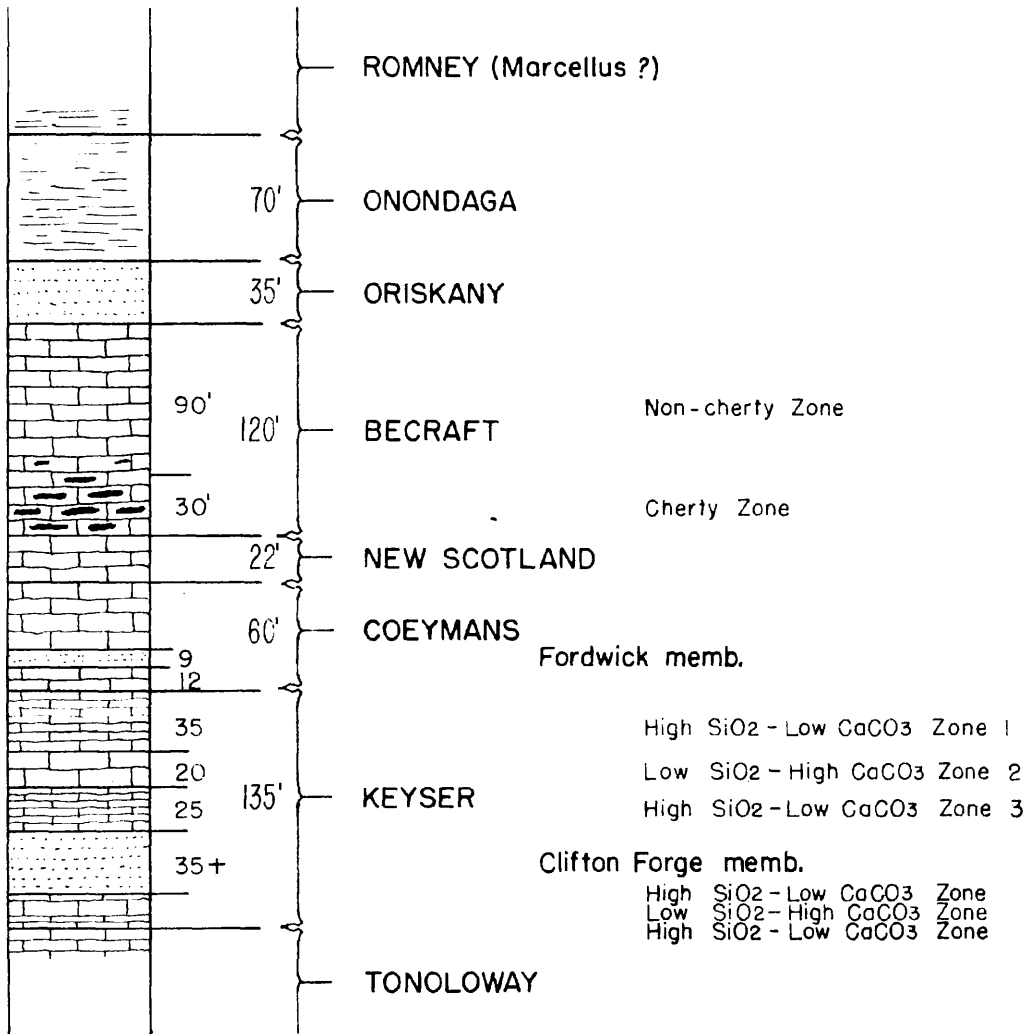 ROMNEY (Marcellus ?)
70' ONONDAGA
35' ORISKANY
90'
Non-cherty Zone
120' BECRAFT
30'
Cherty Zone
22' NEW SCOTLAND
60' COEYMANS
9
Fordwick memb.
12
35
High SiO2-Low CaCO3 Zone 1
20
Low SiO2-High CaCO3 Zone 2
135' KEYSER
25
High SiO2-Low CaCO3 Zone 3
35+
Clifton Forge memb.
High SiO2-Low CaCO3 Zone
Low SiO2-High CaCO3 Zone
High SiO2-Low CaCO3 Zone
TONOLOWAY